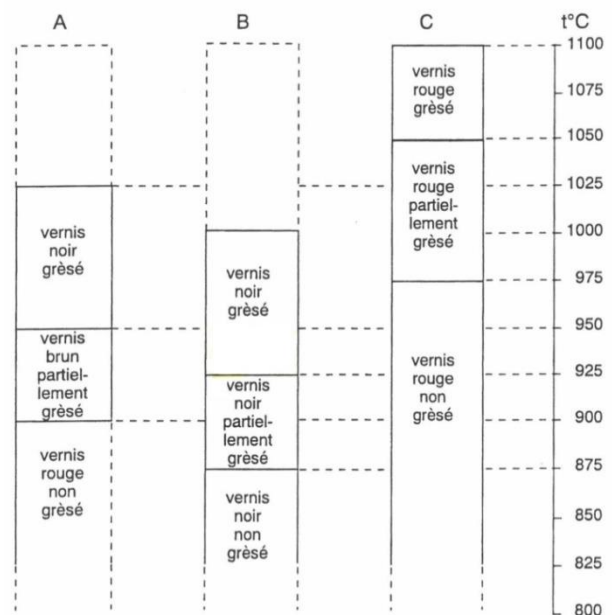 A
B
C
t°C
vernis
noir
grèsé
vernis
brun
partiel-
lement
grèsé
vernis
rouge
non
grèsé
vernis
noir
grèsé
vernis
noir
partiel-
lement
grèsé
vernis
noir
non
grèsé
vernis
rouge
grèsé
vernis
rouge
partiel-
lement
grèsé
vernis
rouge
non
grèsé
1100
1075
1050
1025
1000
975
950
925
900
875
850
825
800